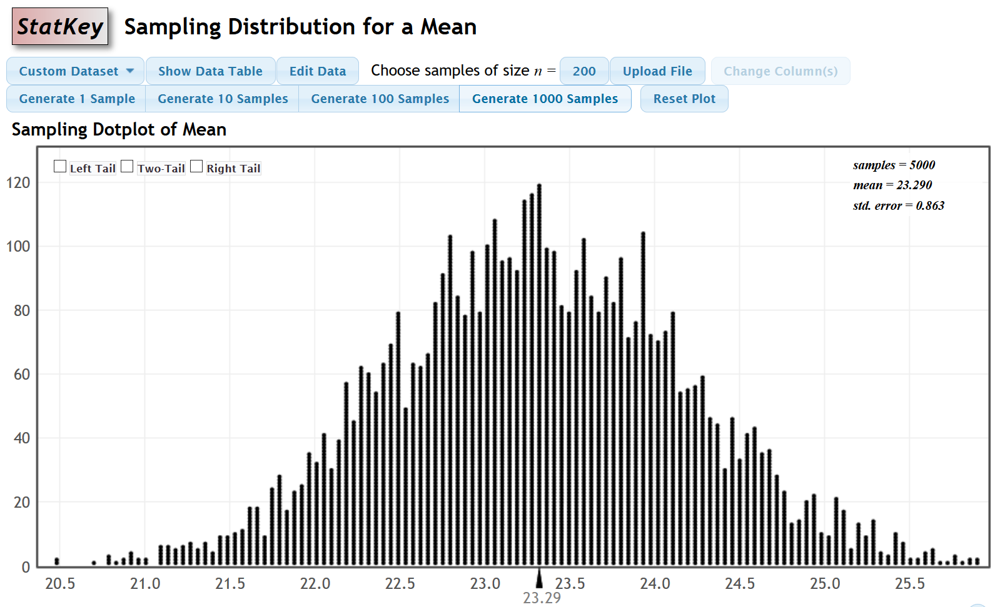 StatKey Sampling Distribution for a Mean
Custom Dataset Show Data Table Edit Data Choose samples of size n = 200 Upload File Change Column(s)
Generate 1 Sample Generate 10 Samples Generate 100 Samples Generate 1000 Samples Reset Plot
Sampling Dotplot of Mean
Left Tail Two-Tail Right Tail
samples = 5000
mean = 23.290
std. error = 0.863
120
100
80
60
40
20
0
20.5 21.0 21.5 22.0 22.5 23.0 23.5 24.0 24.5 25.0 25.5
23.29